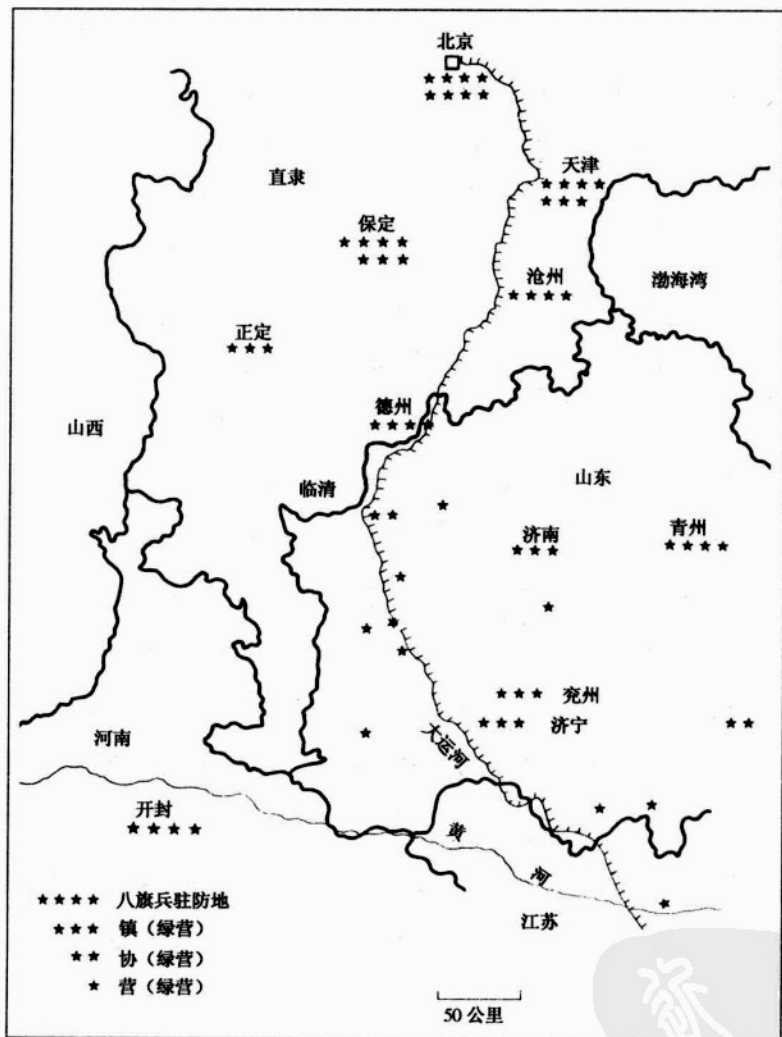 北京
天津
直隶
保定
沧州
渤海湾
正定
德州
山西
临清
山东
济南
青州
兖州
济宁
河南
大运河
开封
黄
河
江苏
★★★★ 八旗兵驻防地
★★★ 镇（绿营）
★★ 协（绿营）
★ 营（绿营）
50 公里